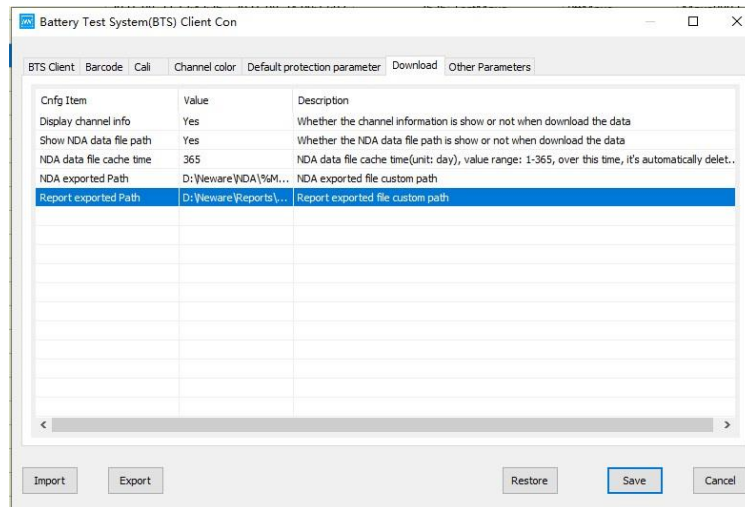 Battery Test System(BTS) Client Con
BTS Client Barcode Cali Channel color Default protection parameter Download Other Parameters
Cnfg Item Value Description
Display channel info Yes Whether the channel information is show or not when download the data
Show NDA data file path Yes Whether the NDA data file path is show or not when download the data
NDA data file cache time 365 NDA data file cache time(unit: day), value range: 1-365, over this time, it's automatically delet..
NDA exported Path D:\Neware\NDA\%M... NDA exported file custom path
Report exported Path D:\Neware\Reports\... Report exported file custom path
Import Export Restore Save Cancel